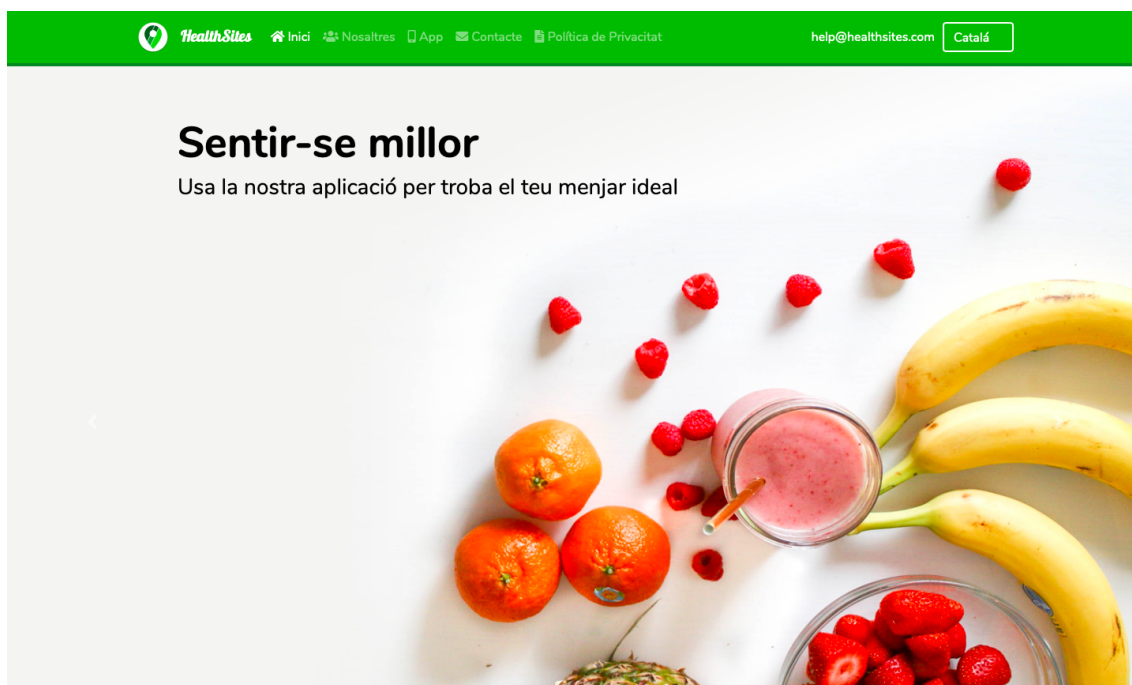 HealthSites Inici Nosaltres App Contacte Política de Privacitat help@healthsites.com Catalá
Sentir-se millor
Usa la nostra aplicació per troba el teu menjar ideal